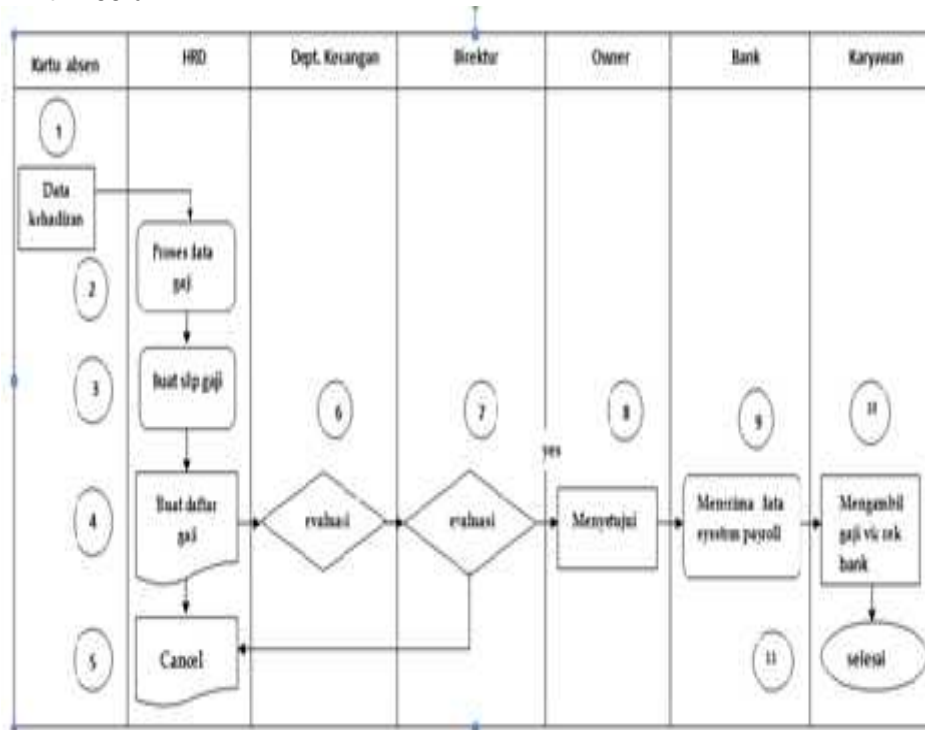 Kartu absen
HRD
Dept. Keuangan
Direktur
Owner
Bank
Karyawan
1
Data
kehadiran
2
Proses data
gaji
3
Buat slip gaji
6
7
yes
8
9
4
Buat daftar
gaji
evaluasi
evaluasi
Menyetujui
Menerima data
system payroll
Mengambil
gaji via rek
bank
5
Cancel
11
selesai